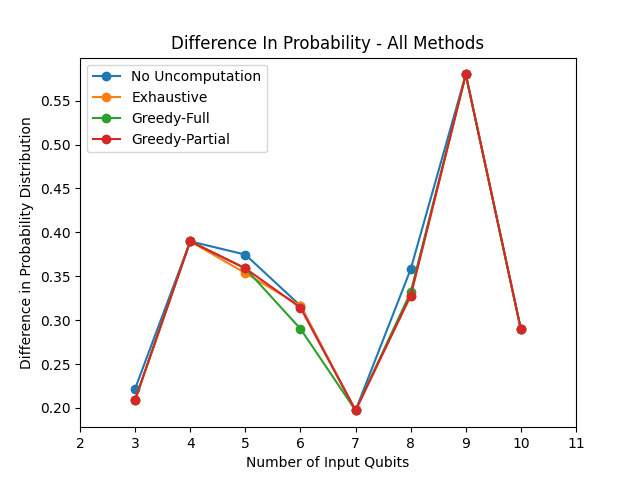 Difference In Probability - All Methods
No Uncomputation
Exhaustive
Greedy-Full
Greedy-Partial
Difference in Probability Distribution
0.55
0.50
0.45
0.40
0.35
0.30
0.25
0.20
2 3 4 5 6 7 8 9 10 11
Number of Input Qubits